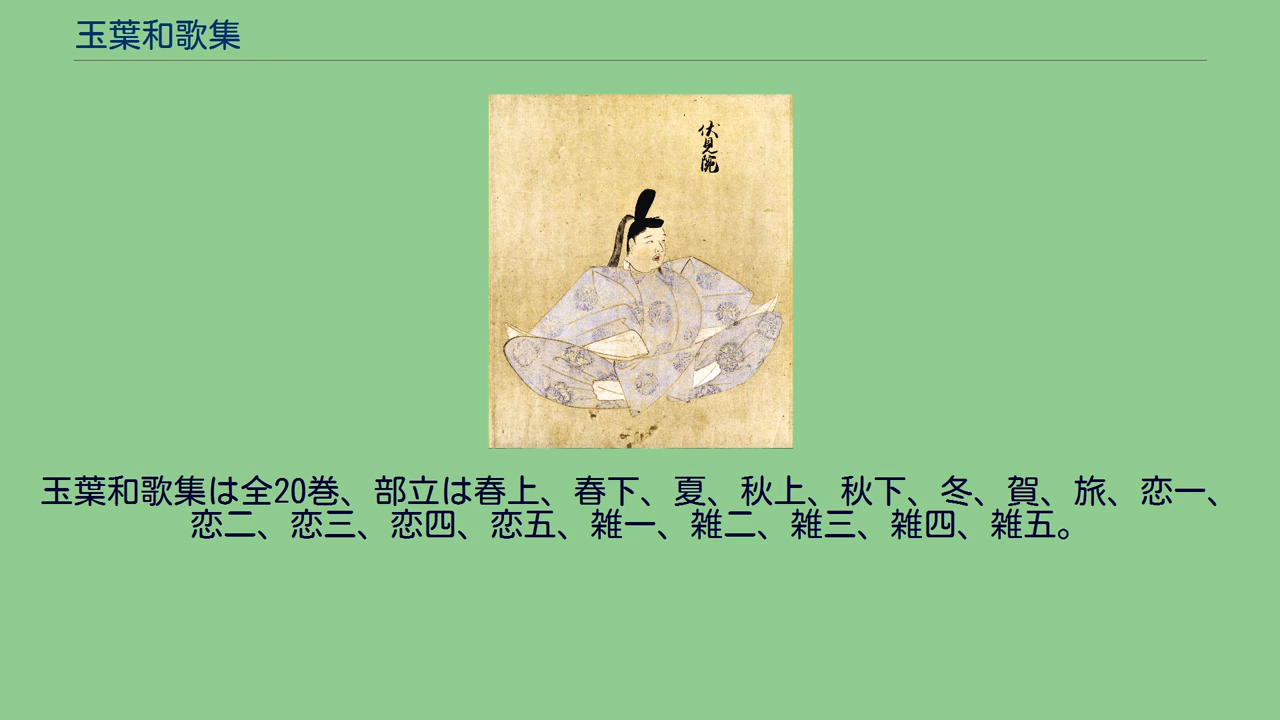 玉葉和歌集
伏見院
玉葉和歌集は全20巻、部立は春上、春下、夏、秋上、秋下、冬、賀、旅、恋一、
恋二、恋三、恋四、恋五、雑一、雑二、雑三、雑四、雑五。